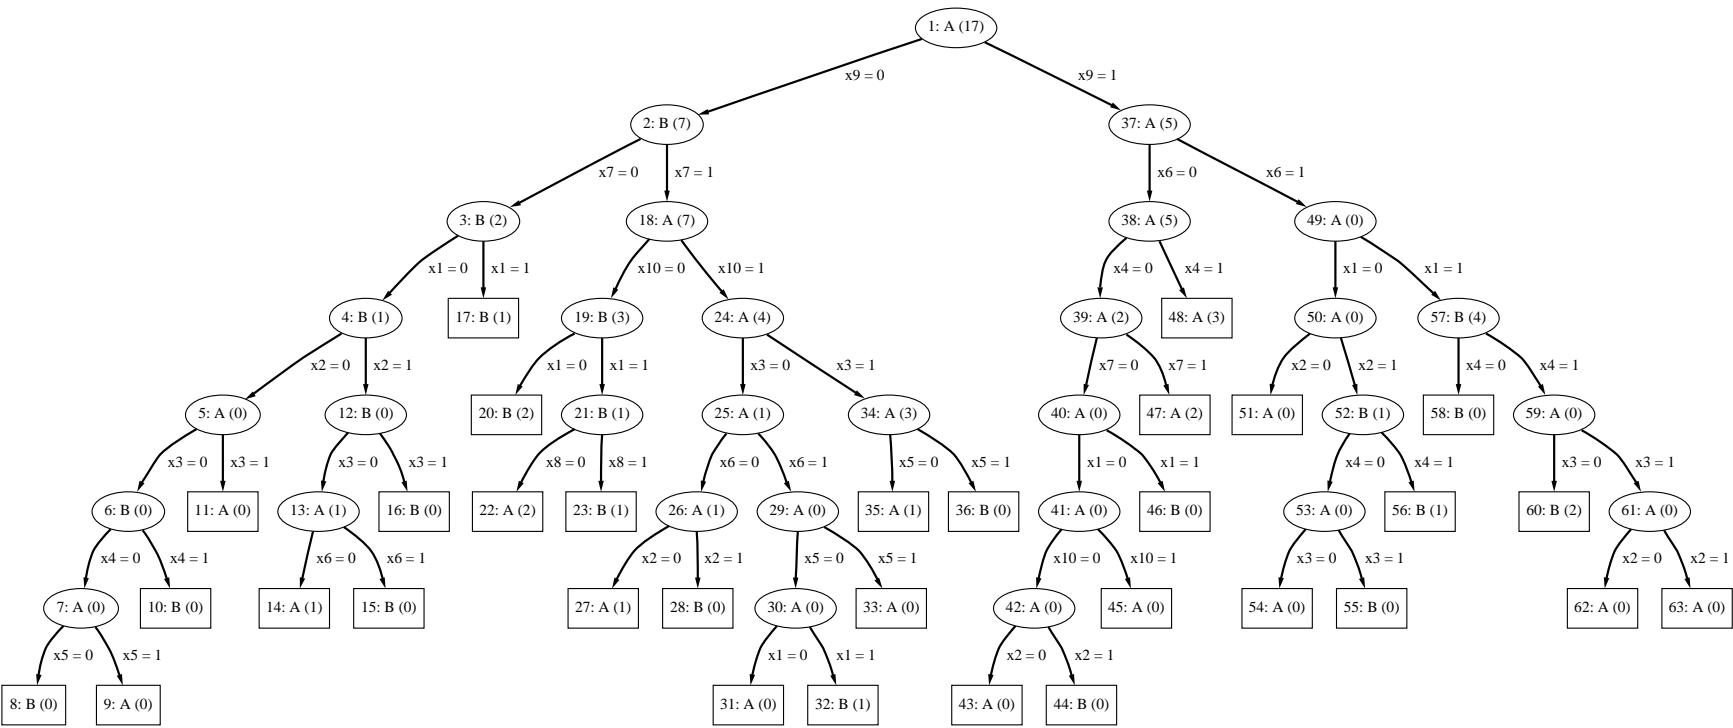 1: A (17)
x9 = 0 x9 = 1
2: B (7) 37: A (5)
x7 = 0 x7 = 1 x6 = 0 x6 = 1
3: B (2) 18: A (7) 38: A (5) 49: A (0)
x1 = 0 x1 = 1 x10 = 0 x10 = 1 x4 = 0 x4 = 1 x1 = 0 x1 = 1
4: B (1) 17: B (1) 19: B (3) 24: A (4) 39: A (2) 48: A (3) 50: A (0) 57: B (4)
x2 = 0 x2 = 1 x1 = 0 x1 = 1 x3 = 0 x3 = 1 x7 = 0 x7 = 1 x2 = 0 x2 = 1 x4 = 0 x4 = 1
5: A (0) 12: B (0) 20: B (2) 21: B (1) 25: A (1) 34: A (3) 40: A (0) 47: A (2) 51: A (0) 52: B (1) 58: B (0) 59: A (0)
x3 = 0 x3 = 1 x3 = 0 x3 = 1 x8 = 0 x8 = 1 x6 = 0 x6 = 1 x5 = 0 x5 = 1 x1 = 0 x1 = 1 x4 = 0 x4 = 1 x3 = 0 x3 = 1
6: B (0) 11: A (0) 13: A (1) 16: B (0) 22: A (2) 23: B (1) 26: A (1) 29: A (0) 35: A (1) 36: B (0) 41: A (0) 46: B (0) 53: A (0) 56: B (1) 60: B (2) 61: A (0)
x4 = 0 x4 = 1 x6 = 0 x6 = 1 x2 = 0 x2 = 1 x5 = 0 x5 = 1 x10 = 0 x10 = 1 x3 = 0 x3 = 1 x2 = 0 x2 = 1
7: A (0) 10: B (0) 14: A (1) 15: B (0) 27: A (1) 28: B (0) 30: A (0) 33: A (0) 42: A (0) 45: A (0) 54: A (0) 55: B (0) 62: A (0) 63: A (0)
x5 = 0 x5 = 1 x1 = 0 x1 = 1 x2 = 0 x2 = 1
8: B (0) 9: A (0) 31: A (0) 32: B (1) 43: A (0) 44: B (0)